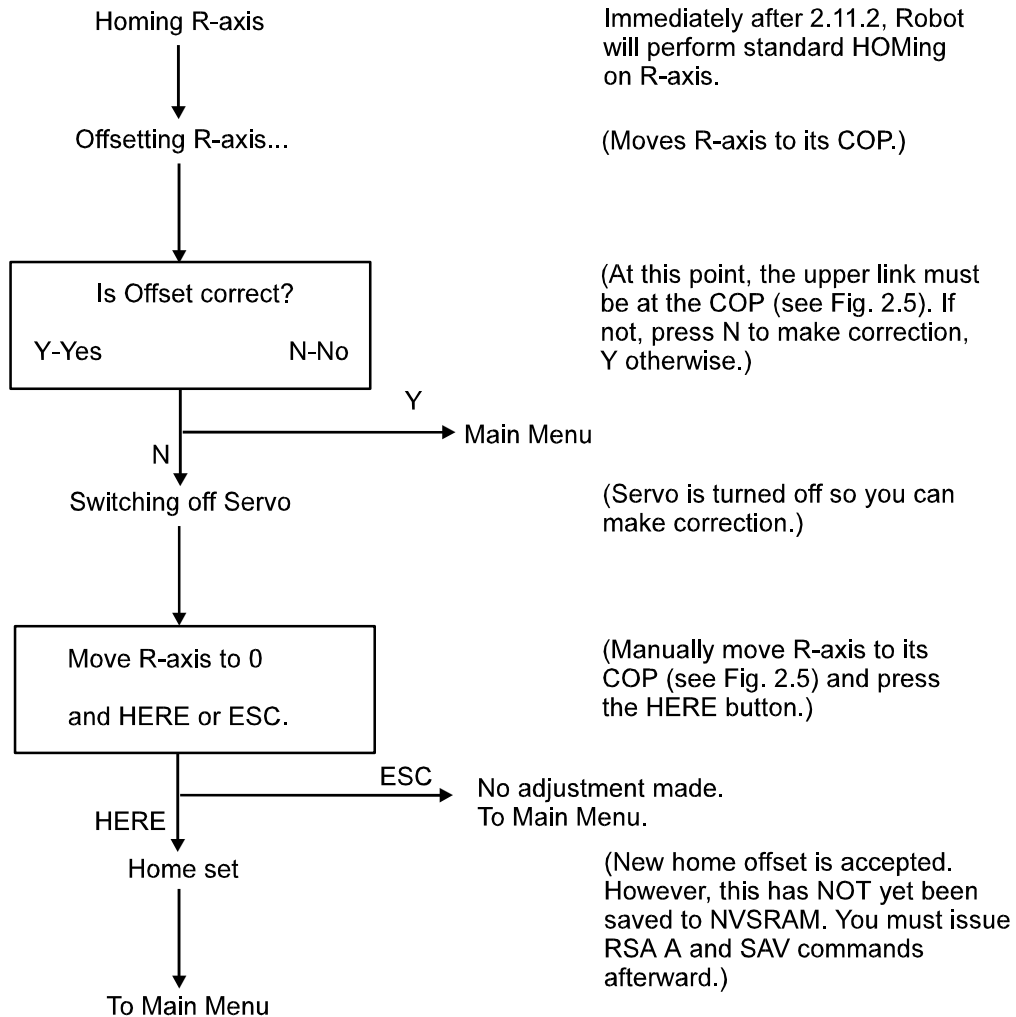 Homing R-axis
Immediately after 2.11.2, Robot
will perform standard HOMing
on R-axis.
Offsetting R-axis...
(Moves R-axis to its COP.)
Is Offset correct?
Y-Yes N-No
(At this point, the upper link must
be at the COP (see Fig. 2.5). If
not, press N to make correction,
Y otherwise.)
Y
Main Menu
N
Switching off Servo
(Servo is turned off so you can
make correction.)
Move R-axis to 0
and HERE or ESC.
(Manually move R-axis to its
COP (see Fig. 2.5) and press
the HERE button.)
ESC
No adjustment made.
To Main Menu.
HERE
Home set
(New home offset is accepted.
However, this has NOT yet been
saved to NVSRAM. You must issue
RSA A and SAV commands
afterward.)
To Main Menu